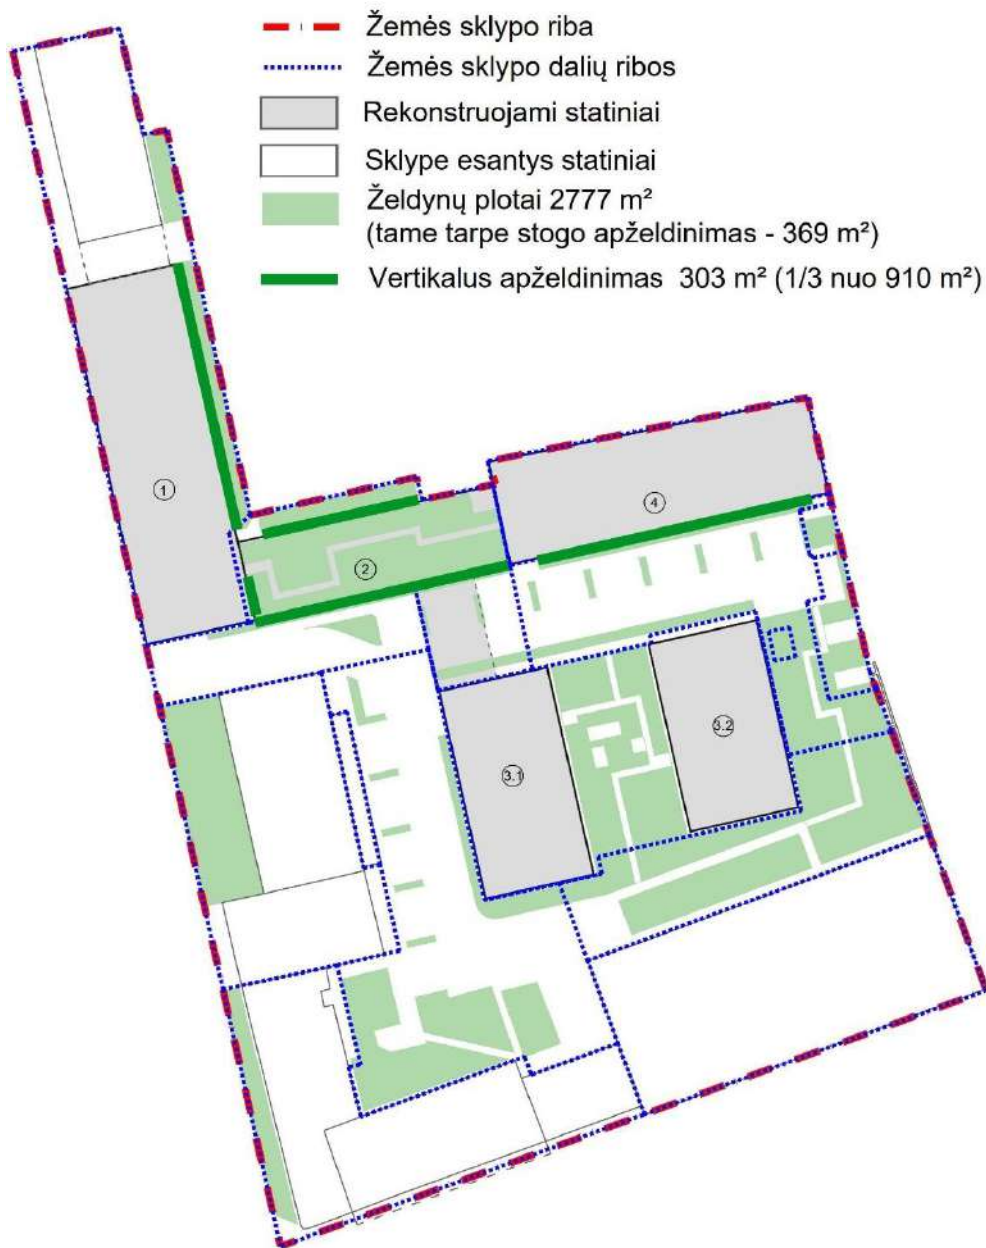 Žemės sklypo riba
Žemės sklypo dalių ribos
Rekonstruojami statiniai
Sklype esantys statiniai
Želdynų plotai 2777 m²
(tame tarpe stogo apželdinimas - 369 m²)
Vertikalus apželdinimas 303 m² (1/3 nuo 910 m²)
1
4
2
3.2
3.1